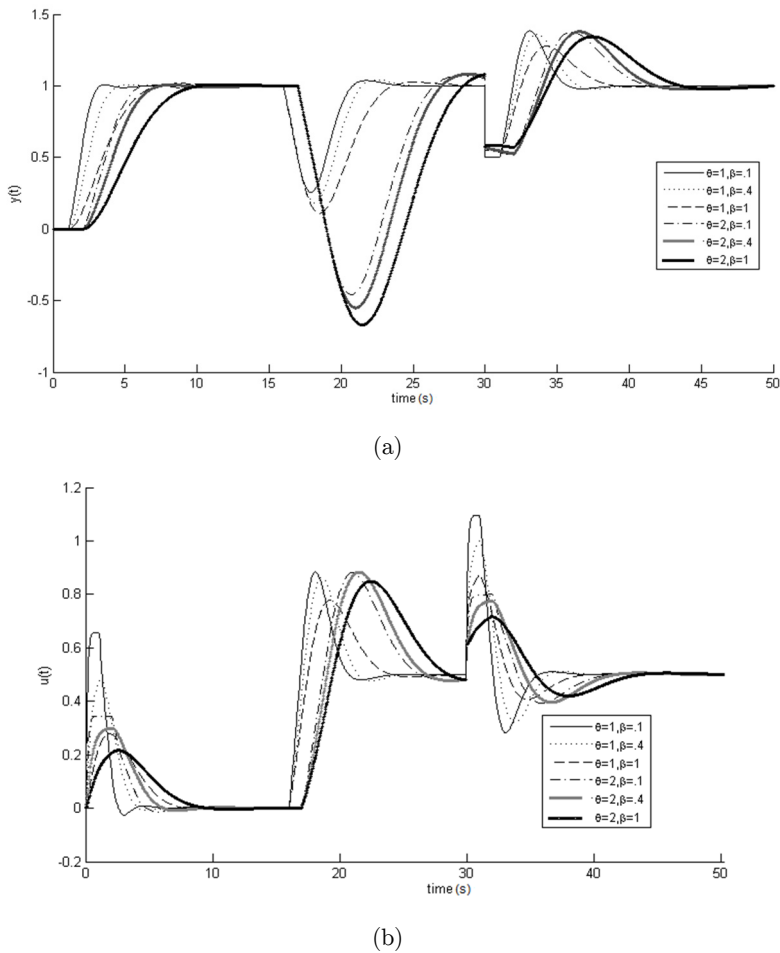 1.5
1
0.5
0
-0.5
-1
y(t)
0 5 10 15 20 25 30 35 40 45 50
time (s)
θ=1,β=.1
θ=1,β=.4
θ=1,β=1
θ=2,β=.1
θ=2,β=.4
θ=2,β=1
(a)
1.2
1
0.8
0.6
0.4
0.2
0
-0.2
u(t)
0 10 20 30 40 50
time (s)
θ=1,β=.1
θ=1,β=.4
θ=1,β=1
θ=2,β=.1
θ=2,β=.4
θ=2,β=1
(b)